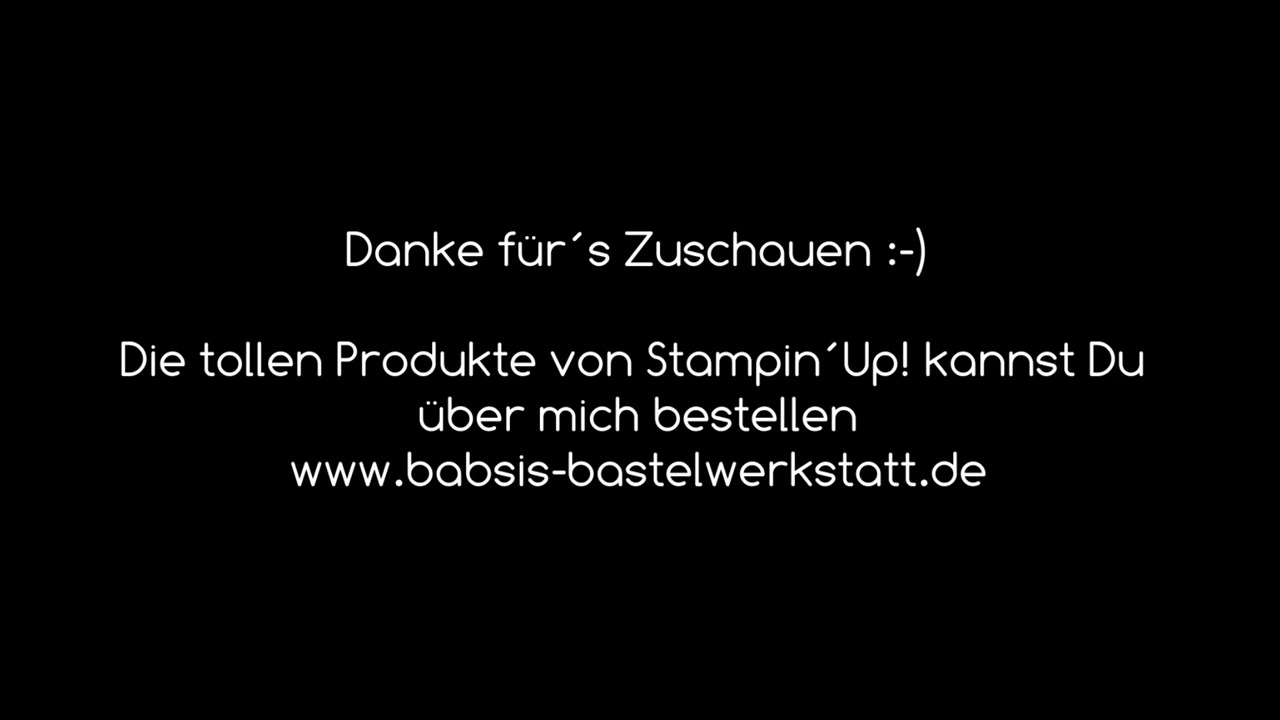 Danke für´s Zuschauen :-)
Die tollen Produkte von Stampin´Up! kannst Du
über mich bestellen
www.babsis-bastelwerkstatt.de